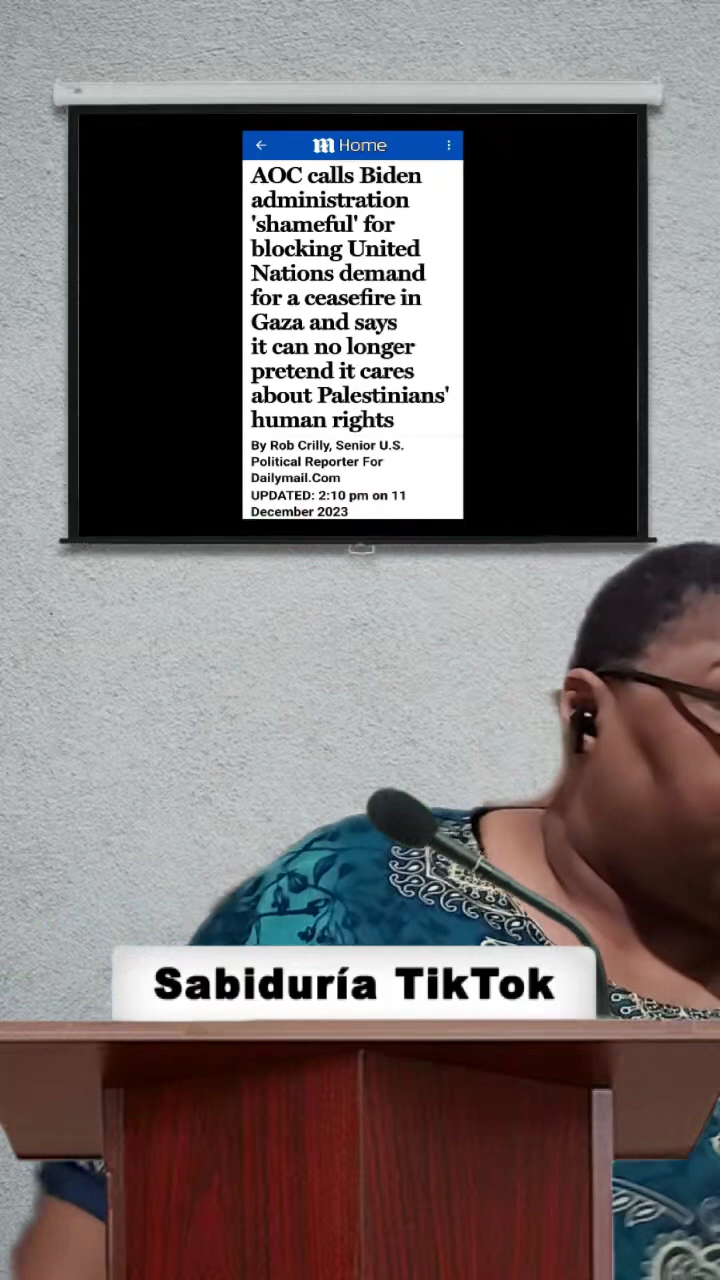 Home
AOC calls Biden
administration
'shameful' for
blocking United
Nations demand
for a ceasefire in
Gaza and says
it can no longer
pretend it cares
about Palestinians'
human rights
By Rob Crilly, Senior U.S.
Political Reporter For
Dailymail.Com
UPDATED: 2:10 pm on 11
December 2023
Sabiduría TikTok